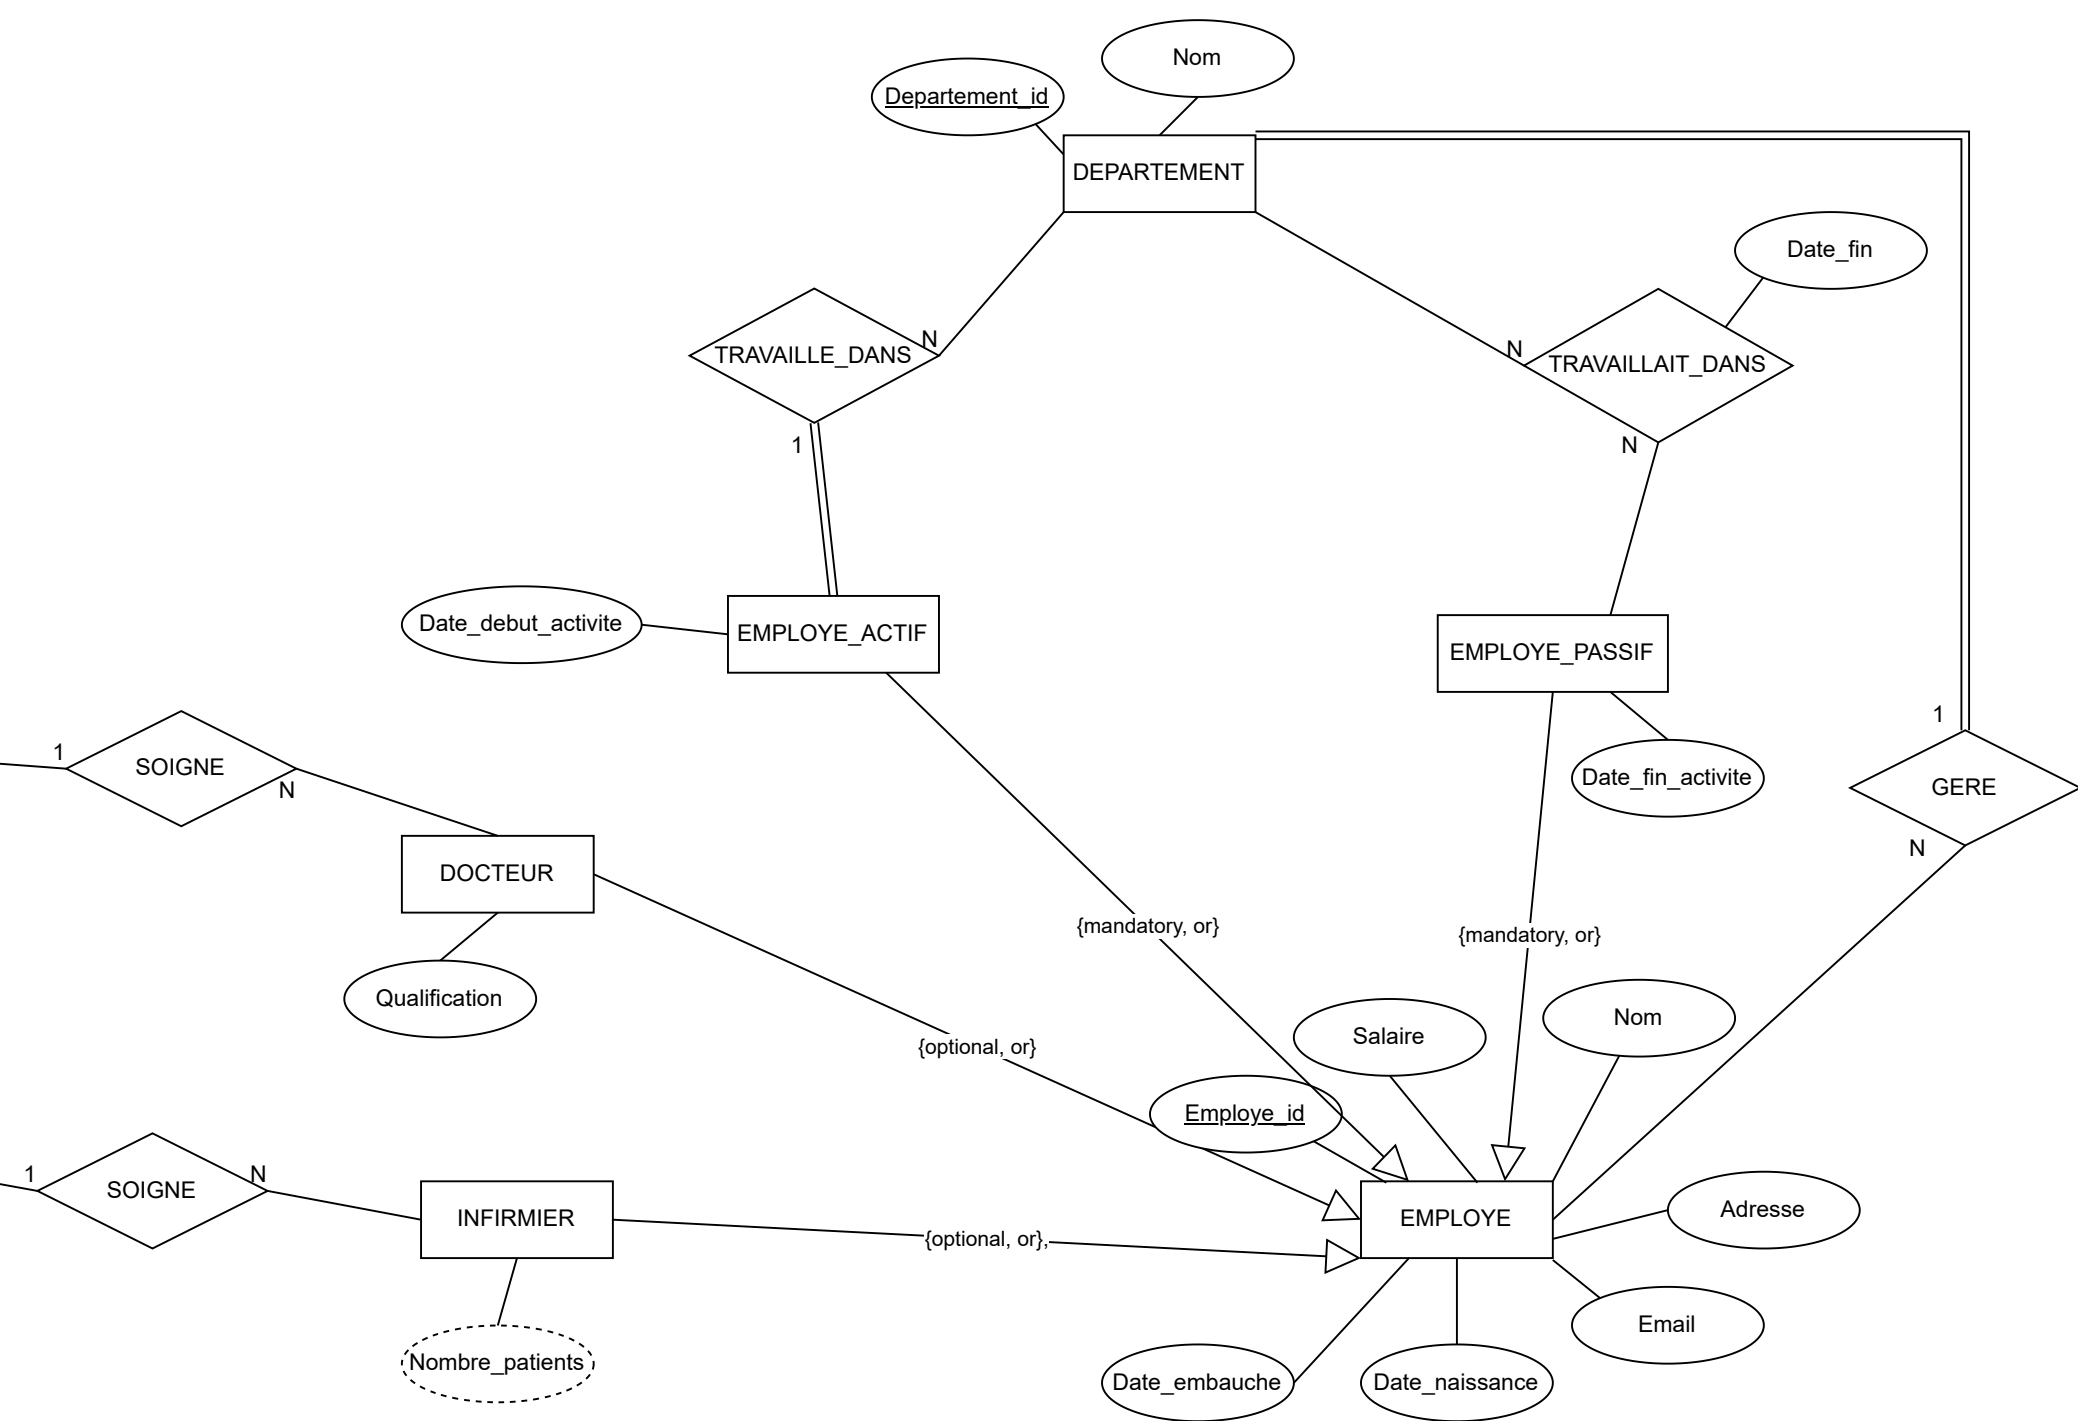 Nom
Departement_id
DEPARTEMENT
Date_fin
N
TRAVAILLE_DANS
N
TRAVAILLAIT_DANS
1
N
Date_debut_activite
EMPLOYE_ACTIF
EMPLOYE_PASSIF
1
1
SOIGNE
N
Date_fin_activite
GERE
N
DOCTEUR
{mandatory, or}
{mandatory, or}
Qualification
Salaire
Nom
{optional, or}
Employe_id
1
SOIGNE
N
INFIRMIER
EMPLOYE
Adresse
{optional, or},
Email
Nombre_patients
Date_embauche
Date_naissance